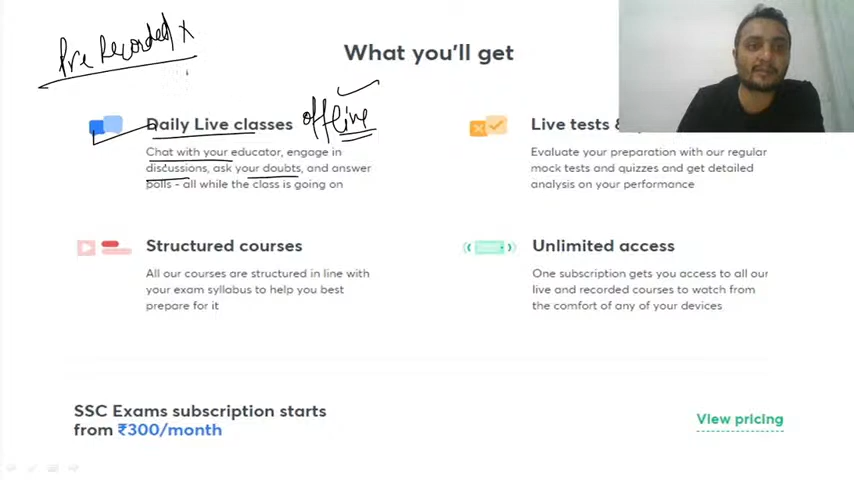 Pre Recorded x
What you'll get
offline
Daily Live classes
Chat with your educator, engage in
discussions, ask your doubts, and answer
polls - all while the class is going on
Live tests &
Evaluate your preparation with our regular
mock tests and quizzes and get detailed
analysis on your performance
Structured courses
All our courses are structured in line with
your exam syllabus to help you best
prepare for it
Unlimited access
One subscription gets you access to all our
live and recorded courses to watch from
the comfort of any of your devices
SSC Exams subscription starts
from ₹300/month
View pricing